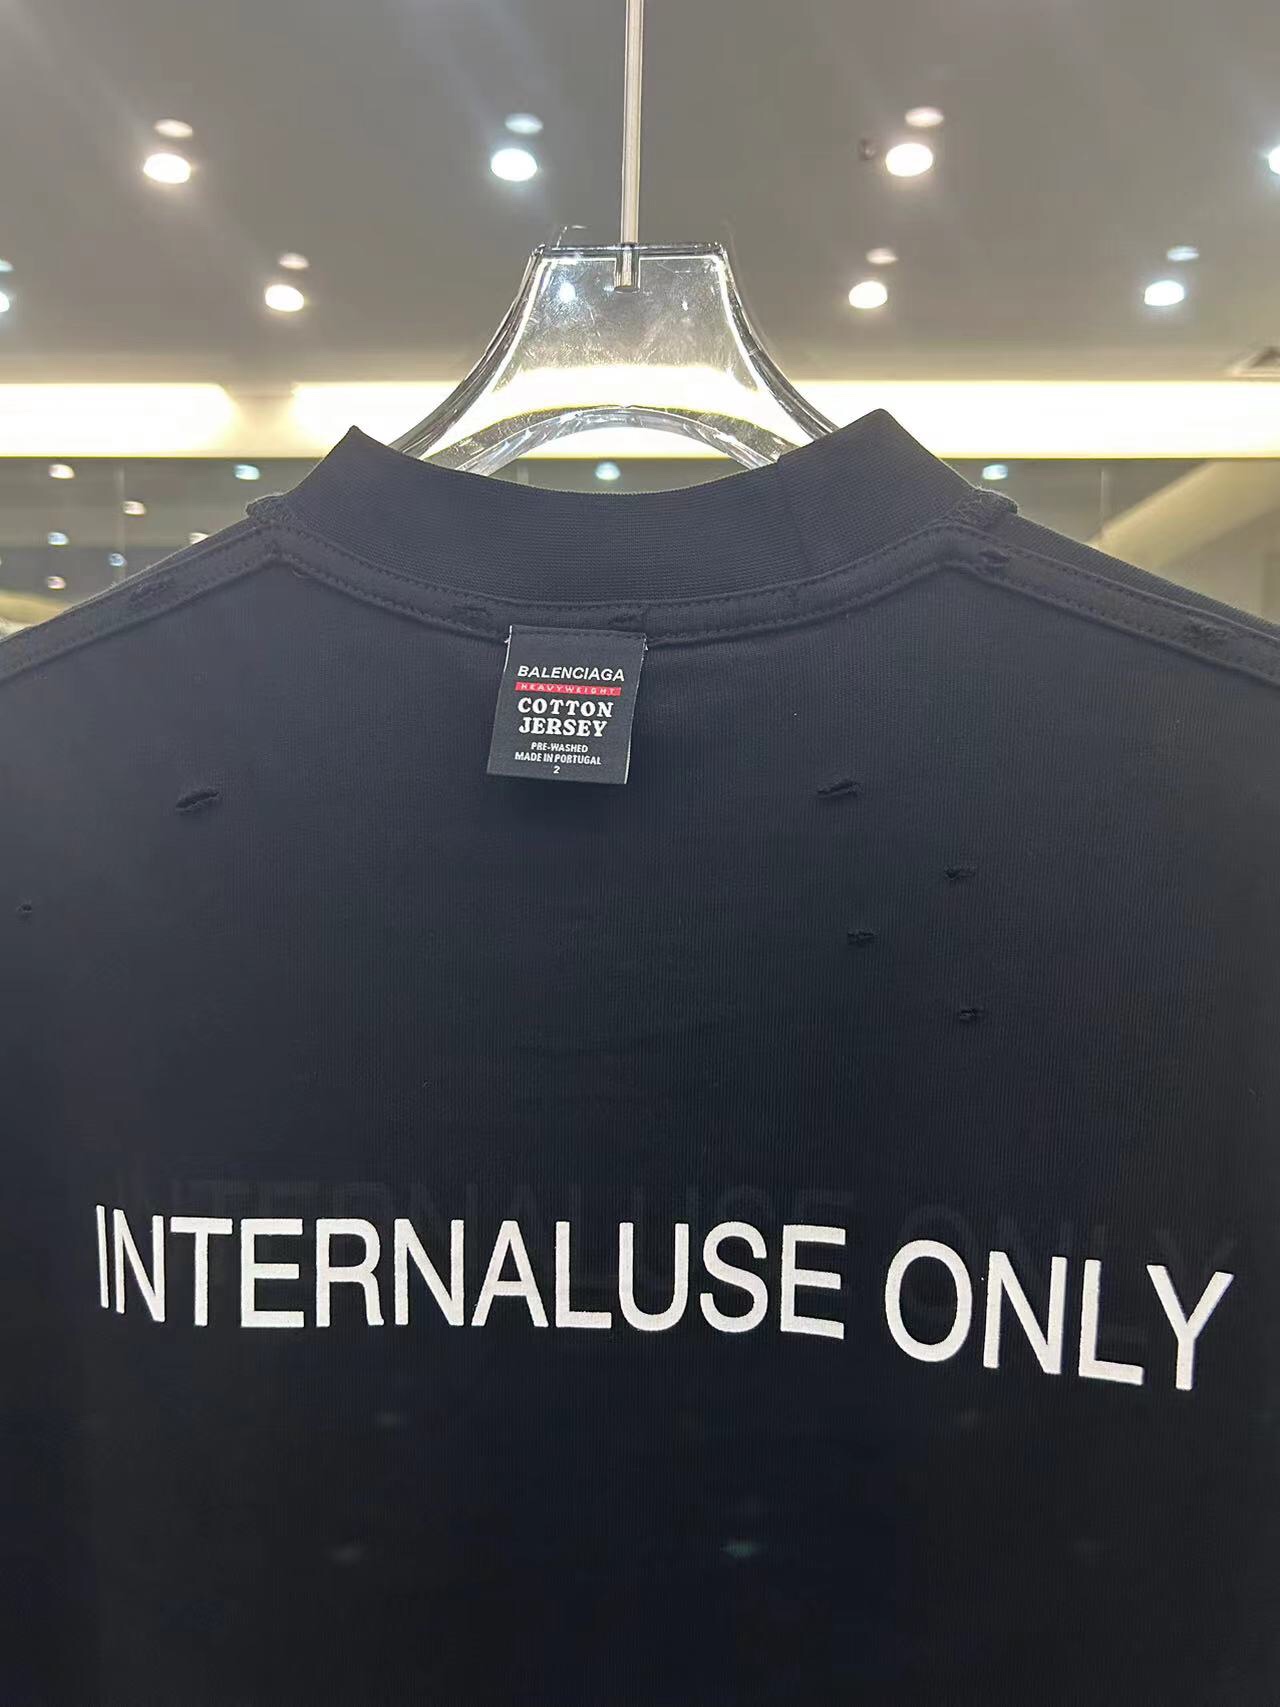 BALENCIAGA
HEAVYWEIGHT
COTTON
JERSEY
PRE-WASHED
MADE IN PORTUGAL
2
INTERNALUSE ONLY